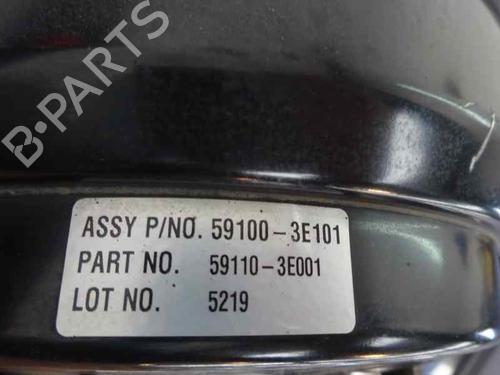 B-PARTS
ASSY P/NO. 59100-3E101
PART NO. 59110-3E001
LOT NO. 5219